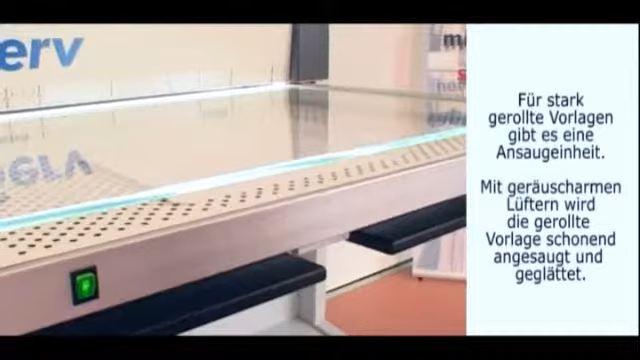 erv
Für stark
gerollte Vorlagen
gibt es eine
Ansaugeinheit.
Mit geräuscharmen
Lüftern wird
die gerollte
Vorlage schonend
angesaugt und
geglättet.